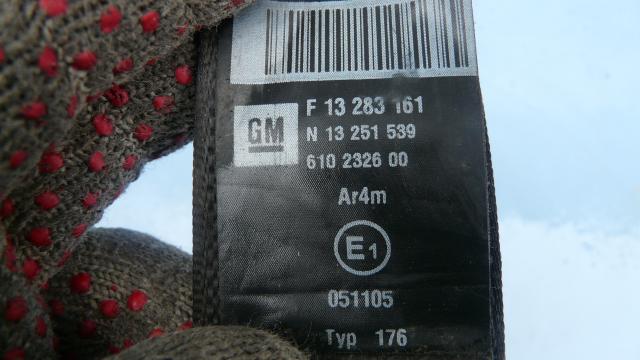 GM
F 13 283 161
N 13 251 539
610 2326 00
Ar4m
E1
051105
Typ 176